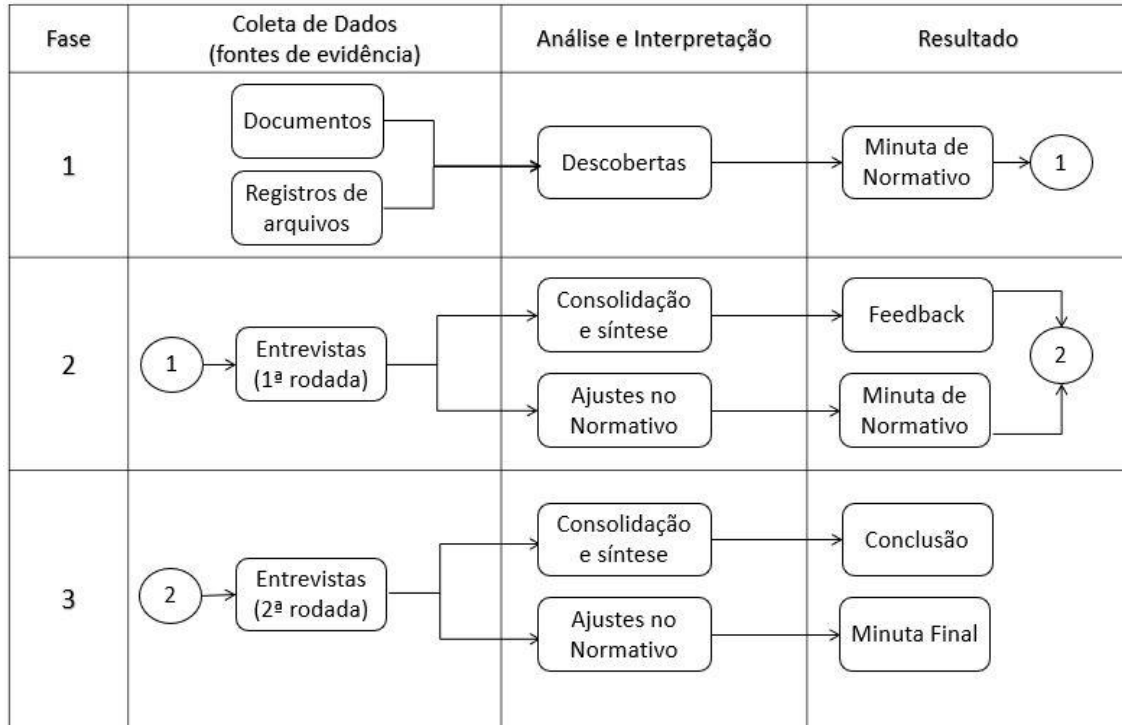 Fase
Coleta de Dados
(fontes de evidência)
Análise e Interpretação
Resultado
1
Documentos
Registros de
arquivos
Descobertas
Minuta de
Normativo
1
2
1
Entrevistas
(1ª rodada)
Consolidação
e síntese
Feedback
Ajustes no
Normativo
Minuta de
Normativo
2
3
2
Entrevistas
(2ª rodada)
Consolidação
e síntese
Conclusão
Ajustes no
Normativo
Minuta Final